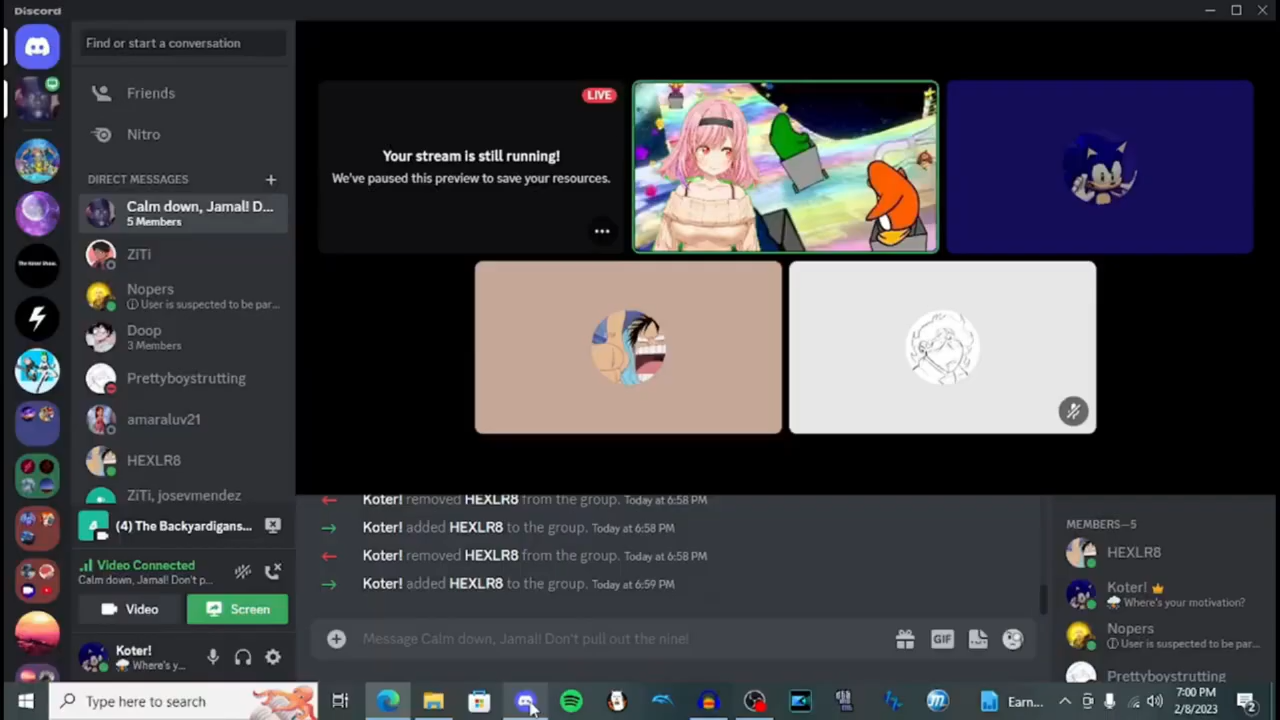 Discord
Find or start a conversation
Friends
Nitro
DIRECT MESSAGES
Calm down, Jamal! D...
5 Members
ZiTi
Nopers
User is suspected to be par...
Doop
3 Members
Prettyboystrutting
amaraluv21
HEXLR8
ZiTi, josevmendez
(4) The Backyardigans...
Video Connected
Calm down, Jamal! Don't p...
Video
Screen
Koter!
Where's y...
LIVE
Your stream is still running!
We've paused this preview to save your resources.
Koter! removed HEXLR8 from the group. Today at 6:58 PM
Koter! added HEXLR8 to the group. Today at 6:58 PM
Koter! removed HEXLR8 from the group. Today at 6:58 PM
Koter! added HEXLR8 to the group. Today at 6:59 PM
Message Calm down, Jamal! Don't pull out the nine!
GIF
MEMBERS—5
HEXLR8
Koter!
Where's your motivation?
Nopers
User is suspected to be par...
Prettyboystrutting
Type here to search
Earn...
7:00 PM
2/8/2023
2